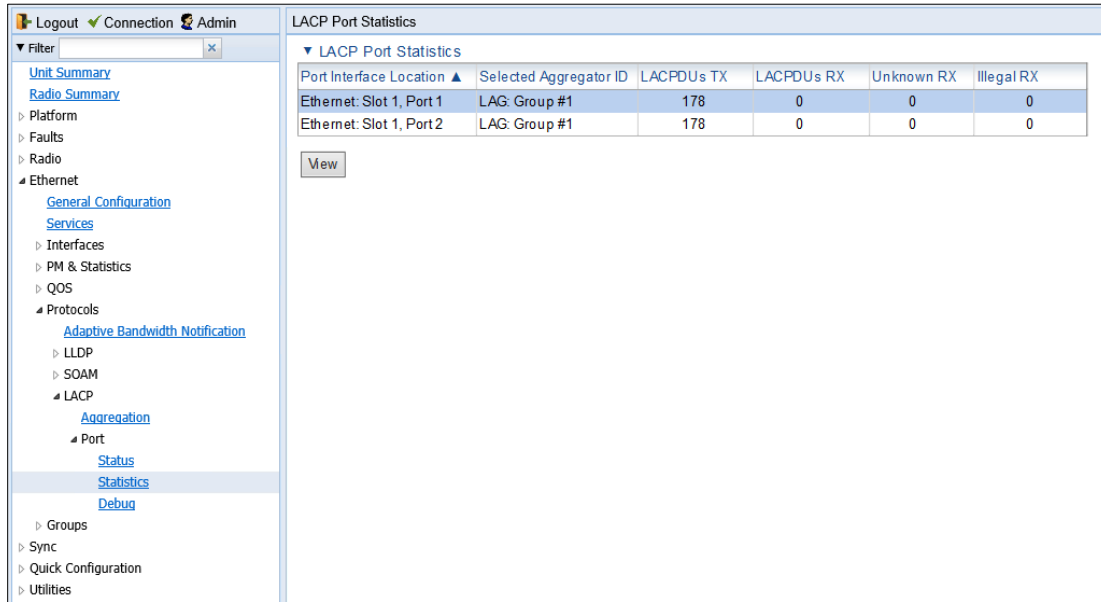 Logout Connection Admin
Filter
Unit Summary
Radio Summary
Platform
Faults
Radio
Ethernet
General Configuration
Services
Interfaces
PM & Statistics
QOS
Protocols
Adaptive Bandwidth Notification
LLDP
SOAM
LACP
Aggregation
Port
Status
Statistics
Debug
Groups
Sync
Quick Configuration
Utilities
LACP Port Statistics
▼ LACP Port Statistics
Port Interface Location ▲ Selected Aggregator ID LACPDUs TX LACPDUs RX Unknown RX Illegal RX
Ethernet: Slot 1, Port 1 LAG: Group #1 178 0 0 0
Ethernet: Slot 1, Port 2 LAG: Group #1 178 0 0 0
View